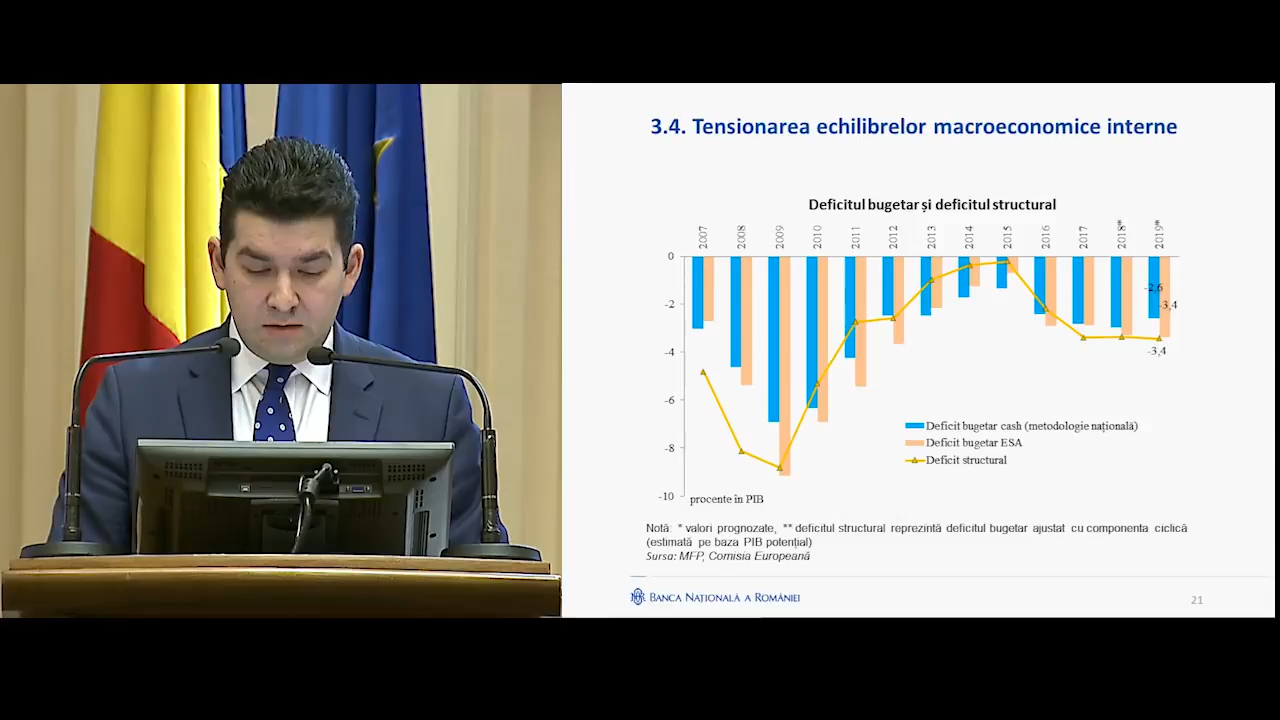 3.4. Tensionarea echilibrelor macroeconomice interne
Deficitul bugetar și deficitul structural
2007 2008 2009 2010 2011 2012 2013 2014 2015 2016 2017 2018* 2019*
0
-2
-4
-6
-8
-10
-2,6
-3,4
-3,4
Deficit bugetar cash (metodologie națională)
Deficit bugetar ESA
Deficit structural
procente în PIB
Notă: * valori prognozate, ** deficitul structural reprezintă deficitul bugetar ajustat cu componenta ciclică
(estimată pe baza PIB potențial)
Sursa: MFP, Comisia Europeană
BANCA NAȚIONALĂ A ROMÂNIEI
21